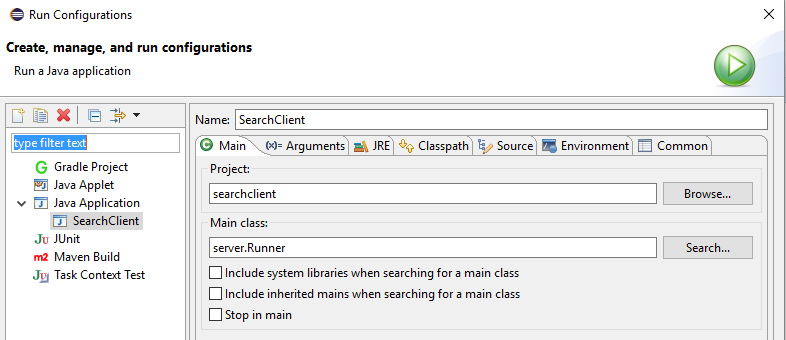 Run Configurations
Create, manage, and run configurations
Run a Java application
type filter text
Gradle Project
Java Applet
Java Application
SearchClient
JUnit
Maven Build
Task Context Test
Name: SearchClient
Main (x)= Arguments JRE Classpath Source Environment Common
Project:
searchclient Browse...
Main class:
server.Runner Search...
Include system libraries when searching for a main class
Include inherited mains when searching for a main class
Stop in main